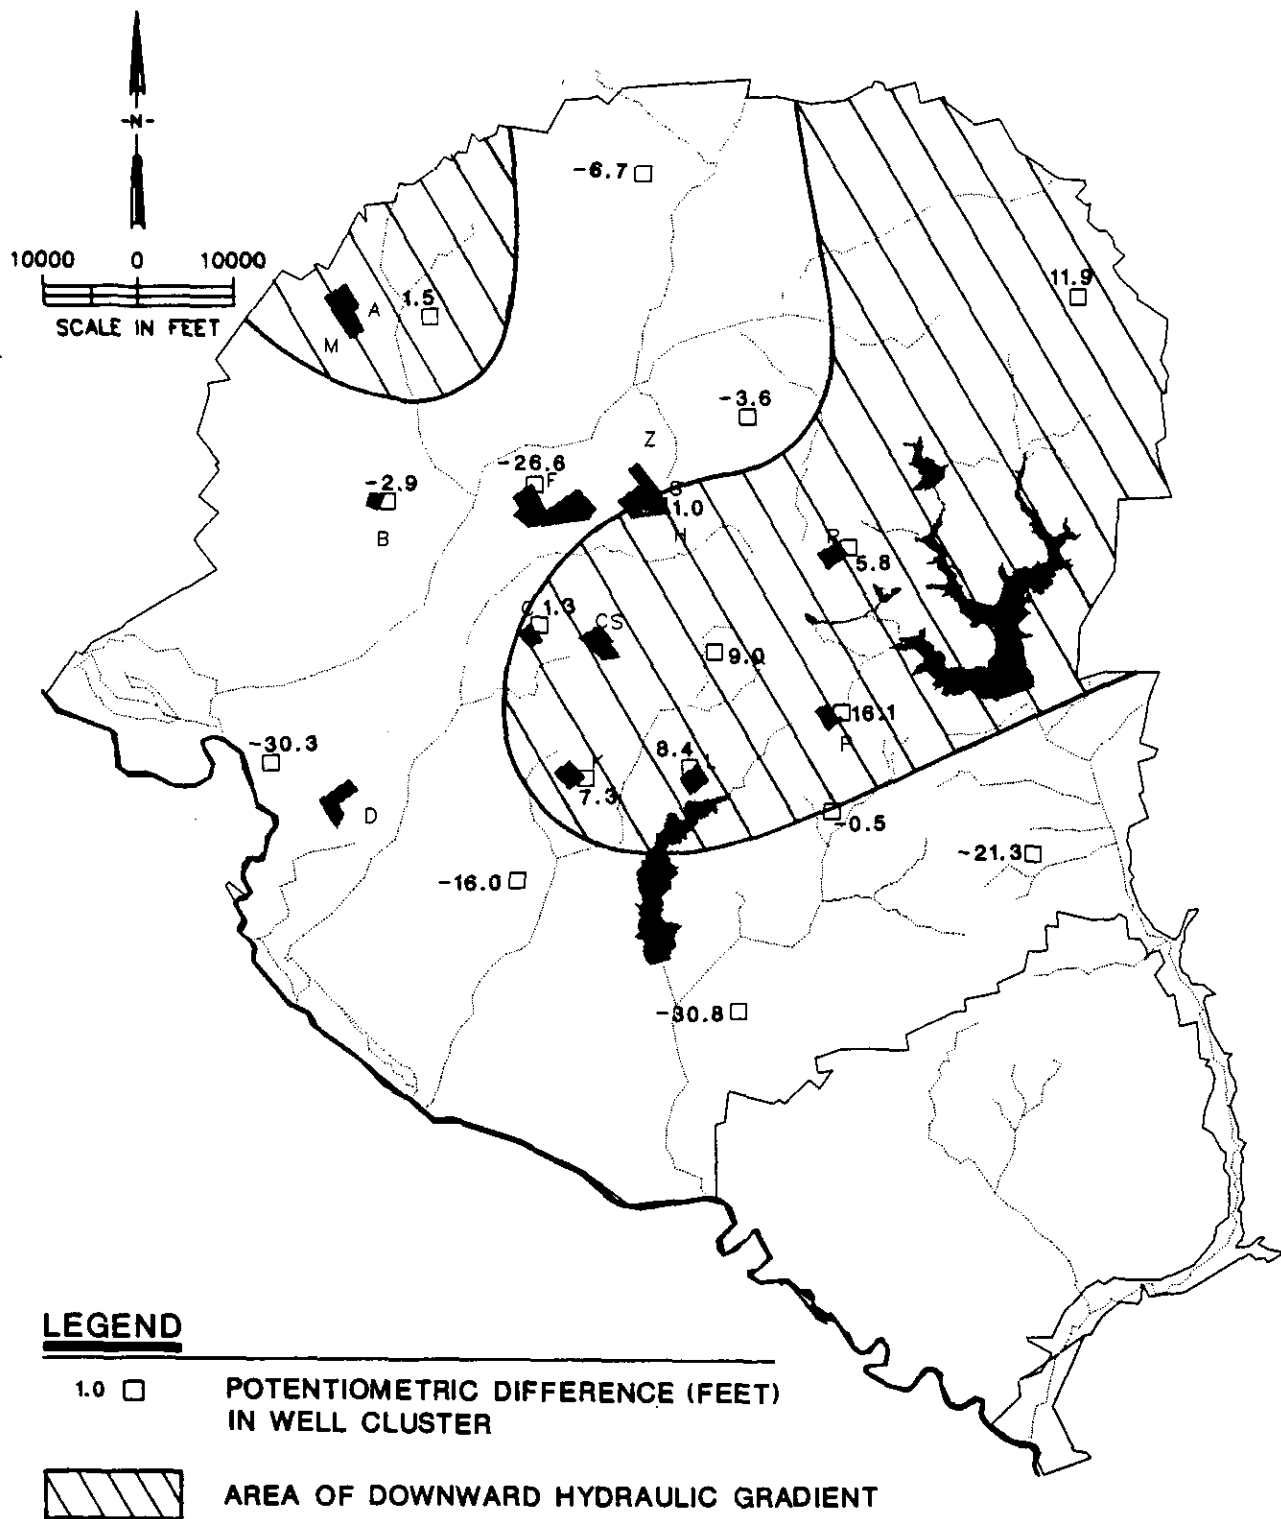 -N-
10000 0 10000
SCALE IN FEET
-6.7
11.9
1.5
A
M
-3.6
Z
-26.6
F
-2.9
S
1.0
B
H
R
5.8
C
1.3
CS
9.0
16.1
P
-30.3
8.4
L
K
7.3
D
-0.5
-21.3
-16.0
-30.8
LEGEND
1.0 POTENTIOMETRIC DIFFERENCE (FEET)
IN WELL CLUSTER
AREA OF DOWNWARD HYDRAULIC GRADIENT